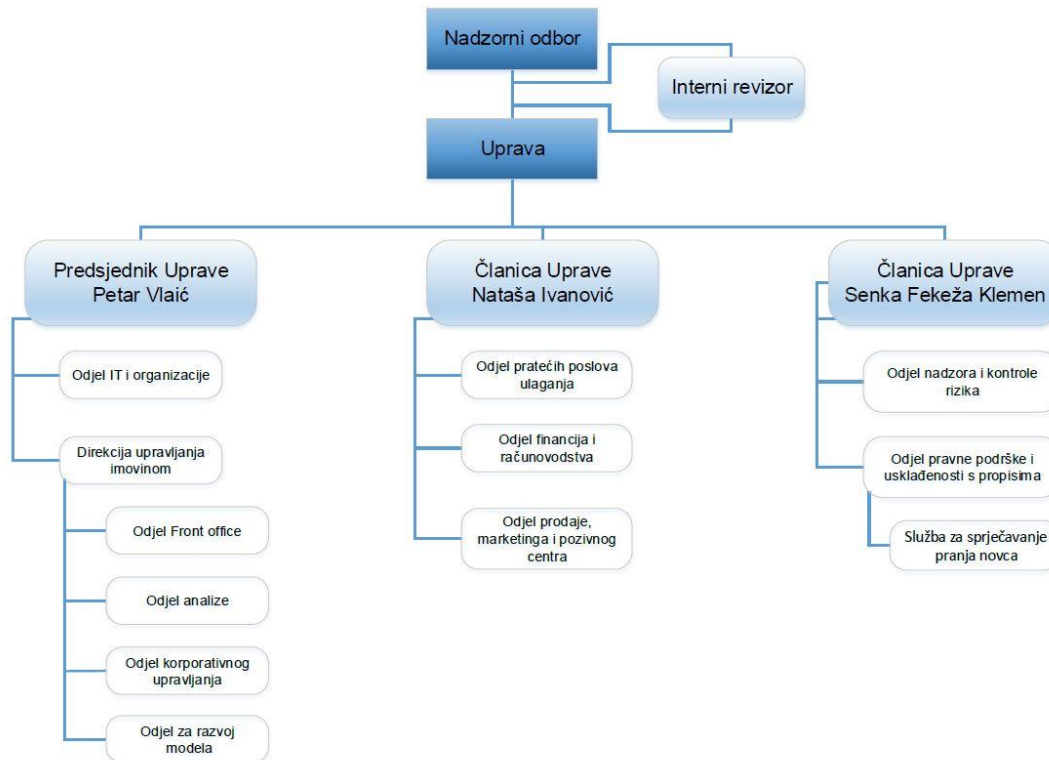 Nadzorni odbor
Interni revizor
Uprava
Predsjednik Uprave
Petar Vlaić
Članica Uprave
Nataša Ivanović
Članica Uprave
Senka Fekeža Klemen
Odjel IT i organizacije
Direkcija upravljanja
imovinom
Odjel Front office
Odjel analize
Odjel korporativnog
upravljanja
Odjel za razvoj
modela
Odjel pratećih poslova
ulaganja
Odjel financija i
računovodstva
Odjel prodaje,
marketinga i pozivnog
centra
Odjel nadzora i kontrole
rizika
Odjel pravne podrške i
usklađenosti s propisima
Služba za sprječavanje
pranja novca